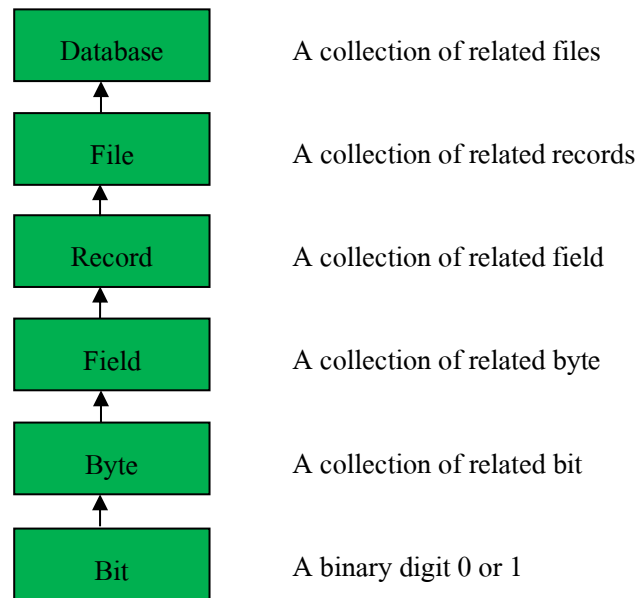 Database A collection of related files
File A collection of related records
Record A collection of related field
Field A collection of related byte
Byte A collection of related bit
Bit A binary digit 0 or 1